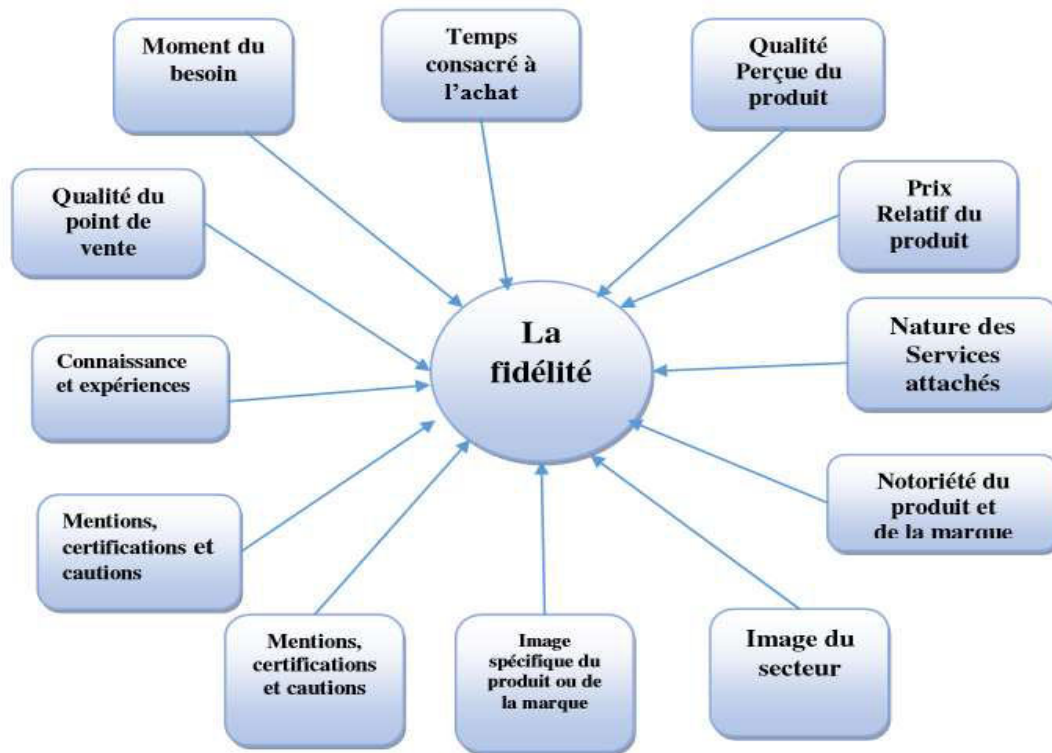 Moment du
besoin
Temps
consacré à
l’achat
Qualité
Perçue du
produit
Qualité du
point de
vente
Prix
Relatif du
produit
La
fidélité
Nature des
Services
attachés
Connaissance
et expériences
Notoriété du
produit et
de la marque
Mentions,
certifications et
cautions
Mentions,
certifications
et cautions
Image
spécifique du
produit ou de
la marque
Image du
secteur